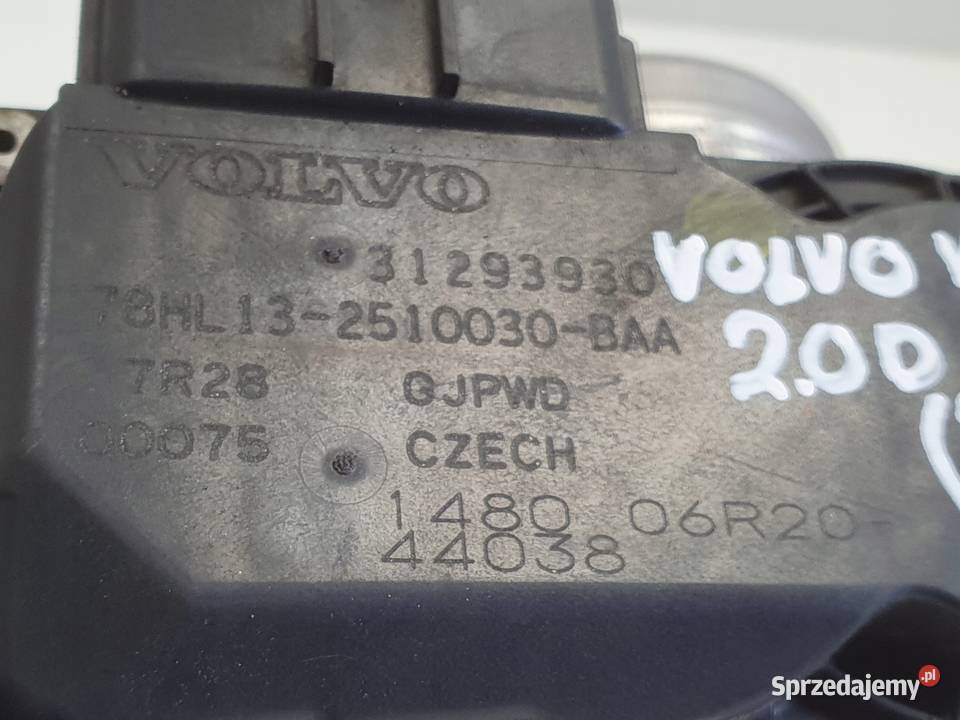 VOLVO
31293930
78HL13-2510030-BAA
7R28 GJPWD
00075 CZECH
1480 06R20-
44038
VOLVO
2.0D
Sprzedajemy.pl